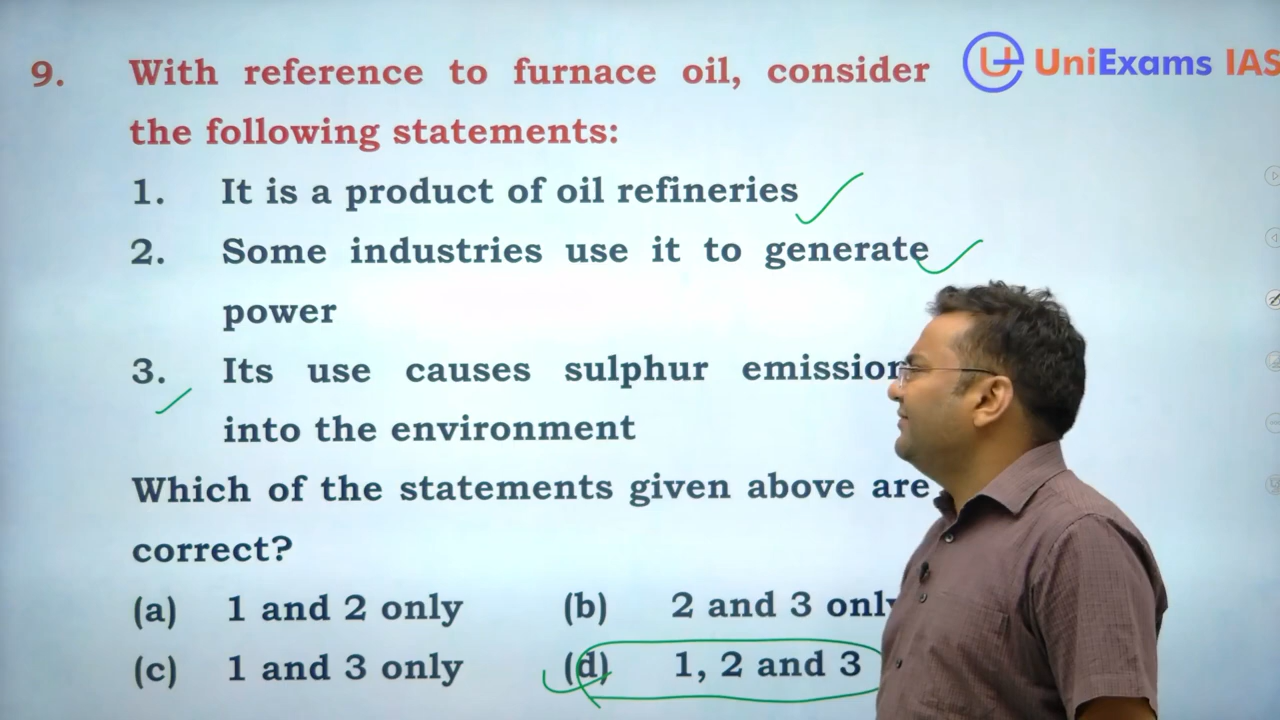 9. With reference to furnace oil, consider
UniExams IAS
the following statements:
1. It is a product of oil refineries
2. Some industries use it to generate
power
3. Its use causes sulphur emission
into the environment
Which of the statements given above are
correct?
(a) 1 and 2 only (b) 2 and 3 only
(c) 1 and 3 only (d) 1, 2 and 3